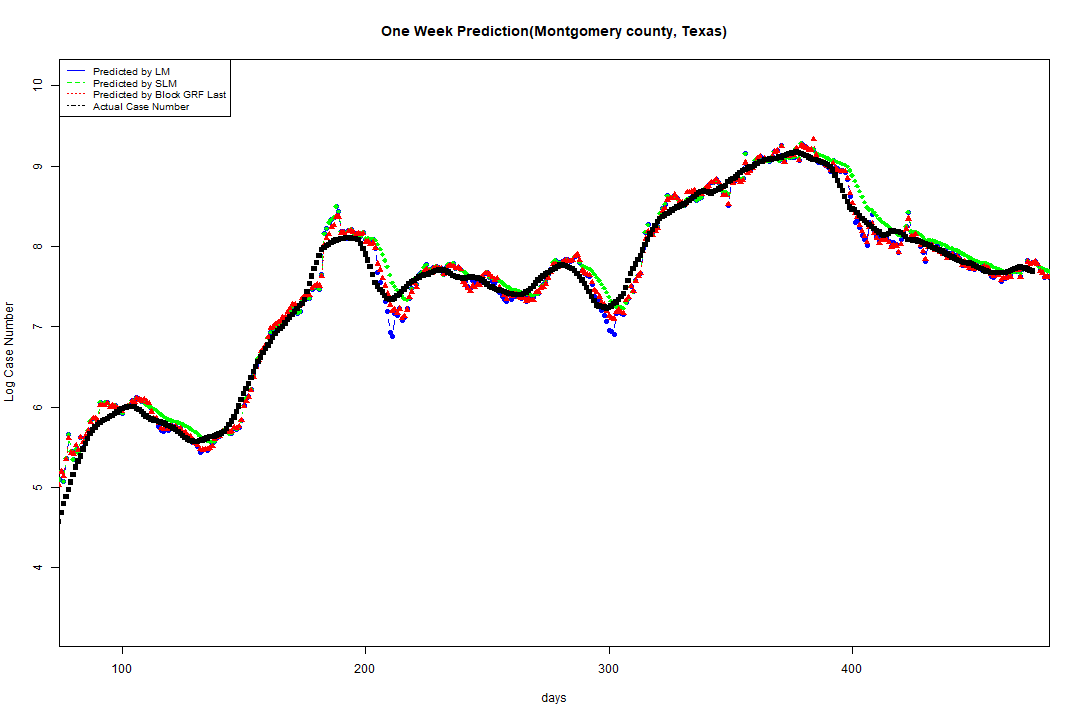 One Week Prediction(Montgomery county, Texas)
Predicted by LM
Predicted by SLM
Predicted by Block GRF Last
Actual Case Number
10
9
8
7
6
5
4
Log Case Number
100 200 300 400
days